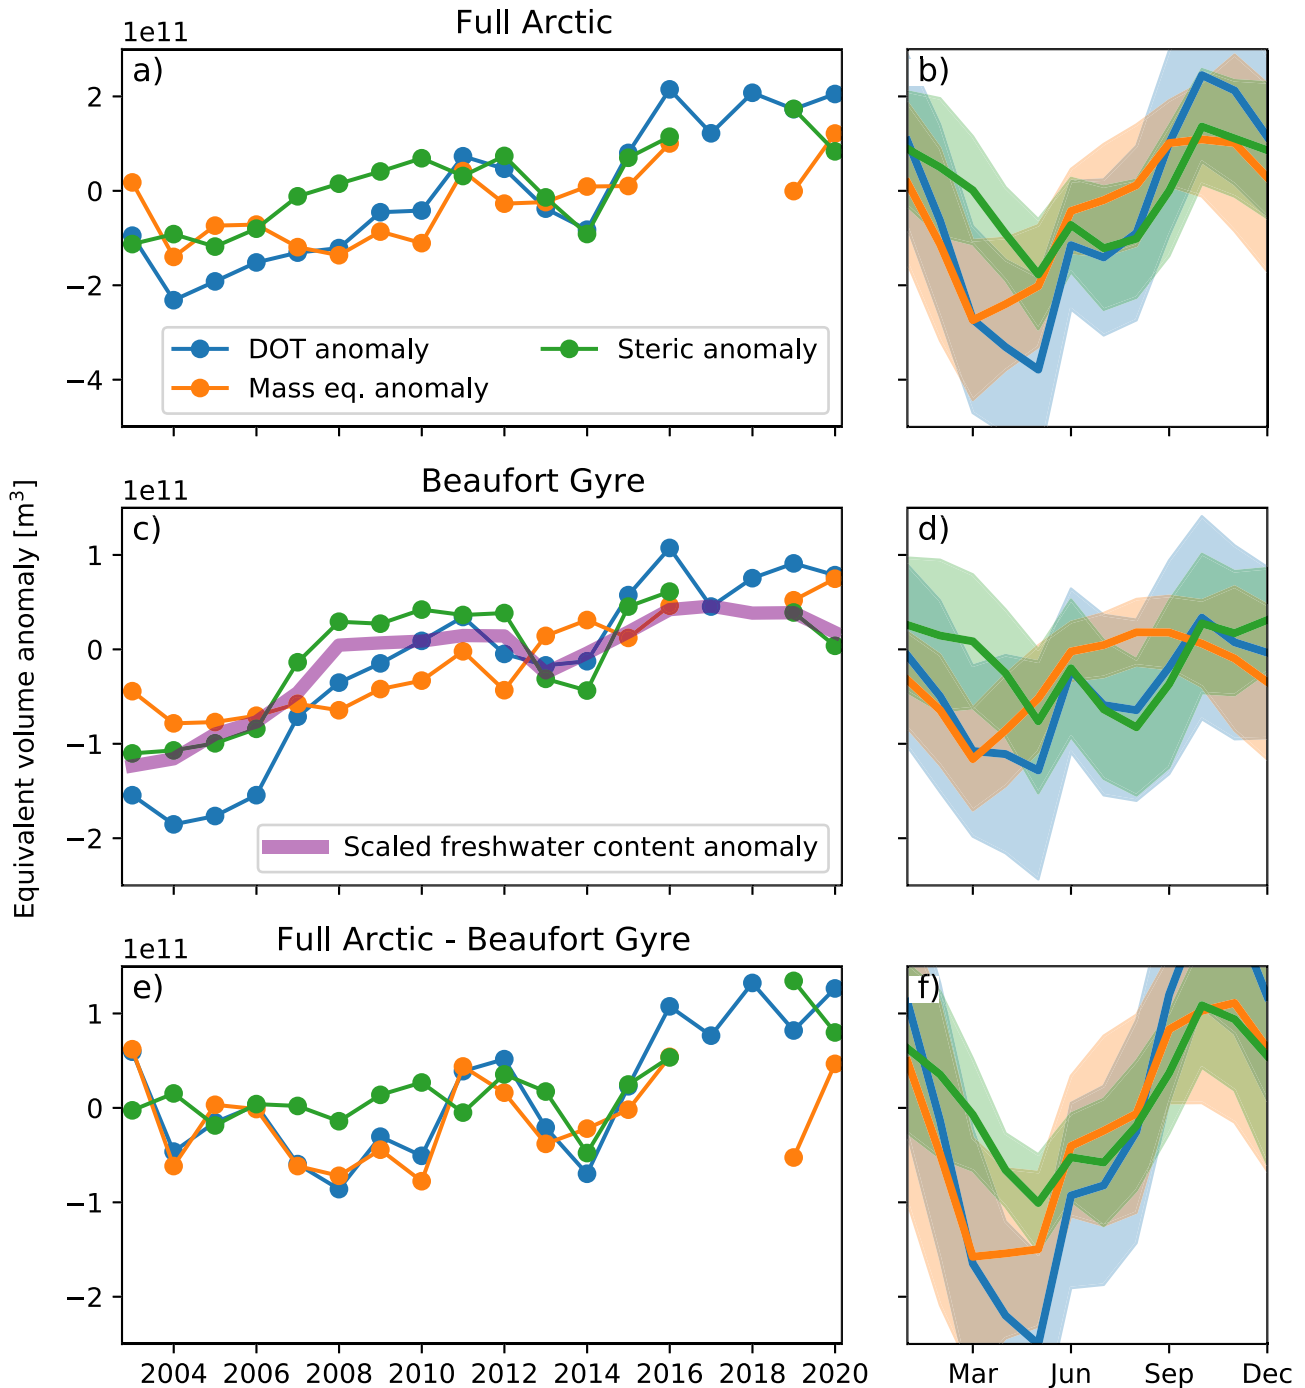 Full Arctic
1e11
a)
b)
2
0
−2
−4
DOT anomaly
Mass eq. anomaly
Steric anomaly
Equivalent volume anomaly [m³]
Beaufort Gyre
1e11
c)
d)
1
0
−1
−2
Scaled freshwater content anomaly
Full Arctic - Beaufort Gyre
1e11
e)
f)
1
0
−1
−2
2004 2006 2008 2010 2012 2014 2016 2018 2020
Mar Jun Sep Dec